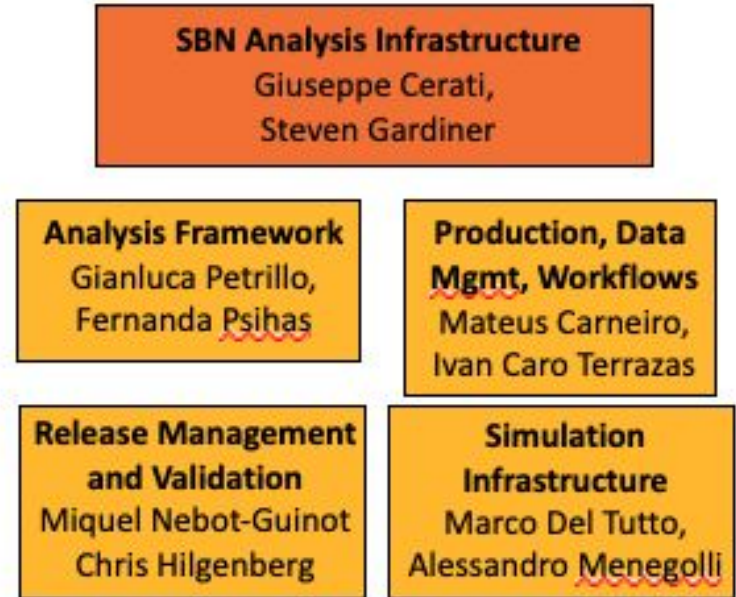 SBN Analysis Infrastructure
Giuseppe Cerati,
Steven Gardiner
Analysis Framework
Gianluca Petrillo,
Fernanda Psihas
Production, Data
Mgmt, Workflows
Mateus Carneiro,
Ivan Caro Terrazas
Release Management
and Validation
Miquel Nebot-Guinot
Chris Hilgenberg
Simulation
Infrastructure
Marco Del Tutto,
Alessandro Menegolli